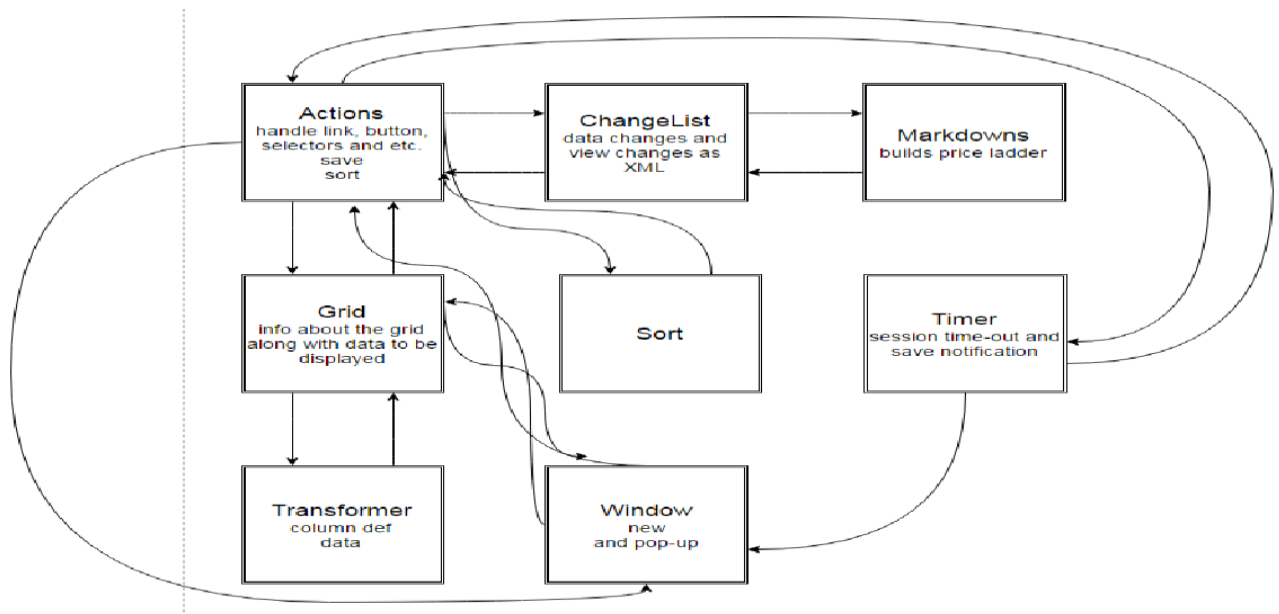 Actions
handle link, button,
selectors and etc.
save
sort
ChangeList
data changes and
view changes as
XML
Markdowns
builds price ladder
Grid
info about the grid
along with data to be
displayed
Sort
Timer
session time-out and
save notification
Transformer
column def
data
Window
new
and pop-up